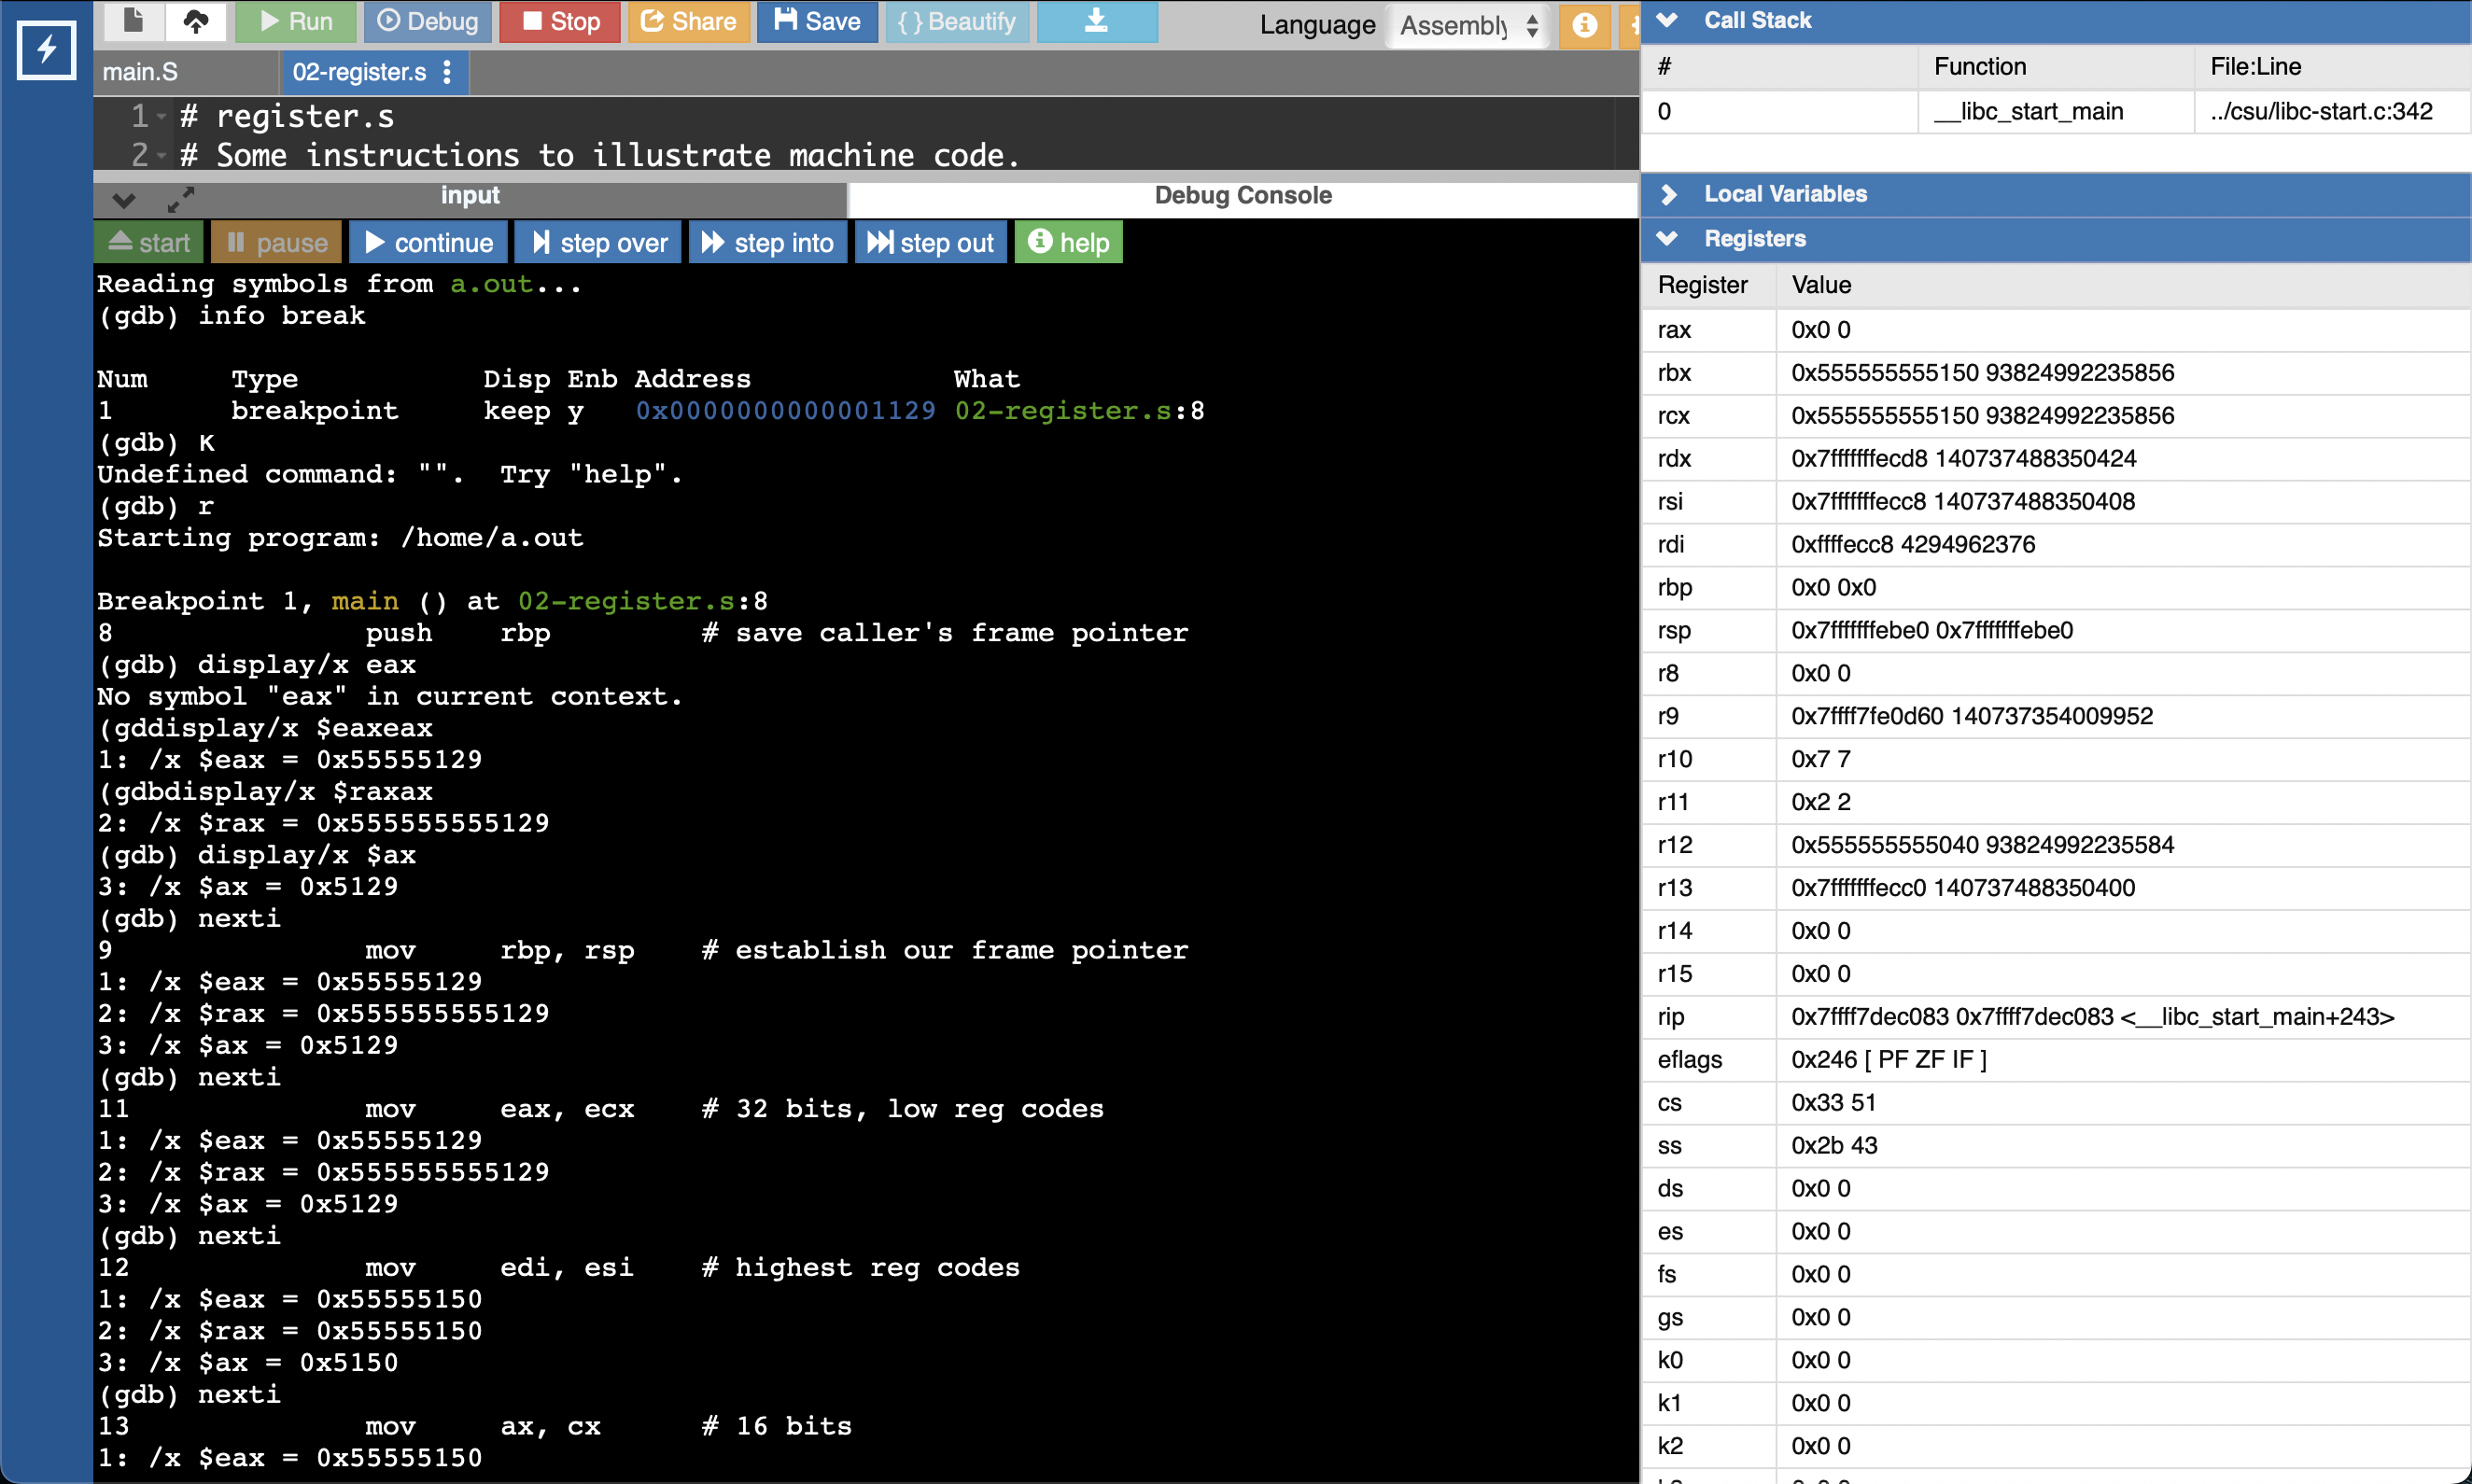 Run Debug Stop Share Save { } Beautify Language Assembly
main.S 02-register.s
1 # register.s
2 # Some instructions to illustrate machine code.
input Debug Console
start pause continue step over step into step out help
Reading symbols from a.out...
(gdb) info break
Num Type Disp Enb Address What
1 breakpoint keep y 0x0000000000001129 02-register.s:8
(gdb) K
Undefined command: "". Try "help".
(gdb) r
Starting program: /home/a.out
Breakpoint 1, main () at 02-register.s:8
8 push rbp # save caller's frame pointer
(gdb) display/x eax
No symbol "eax" in current context.
(gddisplay/x $eaxeax
1: /x $eax = 0x55555129
(gdbdisplay/x $raxax
2: /x $rax = 0x555555555129
(gdb) display/x $ax
3: /x $ax = 0x5129
(gdb) nexti
9 mov rbp, rsp # establish our frame pointer
1: /x $eax = 0x55555129
2: /x $rax = 0x555555555129
3: /x $ax = 0x5129
(gdb) nexti
11 mov eax, ecx # 32 bits, low reg codes
1: /x $eax = 0x55555129
2: /x $rax = 0x555555555129
3: /x $ax = 0x5129
(gdb) nexti
12 mov edi, esi # highest reg codes
1: /x $eax = 0x55555150
2: /x $rax = 0x55555150
3: /x $ax = 0x5150
(gdb) nexti
13 mov ax, cx # 16 bits
1: /x $eax = 0x55555150
Call Stack
# Function File:Line
0 __libc_start_main ../csu/libc-start.c:342
Local Variables
Registers
Register Value
rax 0x0 0
rbx 0x555555555150 93824992235856
rcx 0x555555555150 93824992235856
rdx 0x7fffffffecd8 140737488350424
rsi 0x7fffffffecc8 140737488350408
rdi 0xffffecc8 4294962376
rbp 0x0 0x0
rsp 0x7fffffffebe0 0x7fffffffebe0
r8 0x0 0
r9 0x7ffff7fe0d60 140737354009952
r10 0x7 7
r11 0x2 2
r12 0x555555555040 93824992235584
r13 0x7fffffffecc0 140737488350400
r14 0x0 0
r15 0x0 0
rip 0x7ffff7dec083 0x7ffff7dec083 <__libc_start_main+243>
eflags 0x246 [ PF ZF IF ]
cs 0x33 51
ss 0x2b 43
ds 0x0 0
es 0x0 0
fs 0x0 0
gs 0x0 0
k0 0x0 0
k1 0x0 0
k2 0x0 0